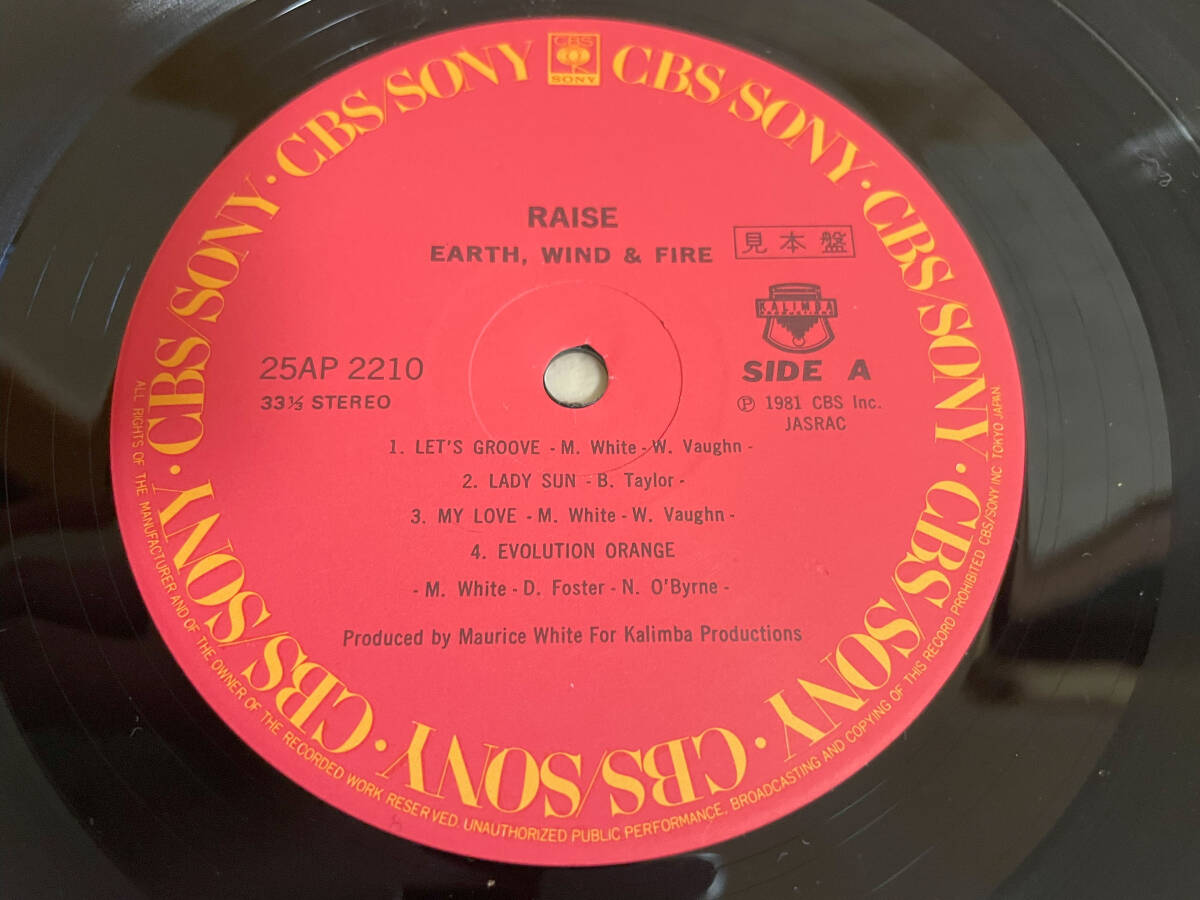 CBS/SONY · CBS/SONY · CBS/SONY · CBS/SONY · CBS/SONY · CBS/SONY · CBS/SONY · CBS/SONY · CBS/SONY · CBS/SONY
CBS
SONY
RAISE
EARTH, WIND & FIRE
見本盤
KALIMBA
25AP 2210
SIDE A
33⅓ STEREO
Ⓟ 1981 CBS Inc.
JASRAC
1. LET'S GROOVE - M. White - W. Vaughn -
2. LADY SUN - B. Taylor -
3. MY LOVE - M. White - W. Vaughn -
4. EVOLUTION ORANGE
- M. White - D. Foster - N. O'Byrne -
Produced by Maurice White For Kalimba Productions
ALL RIGHTS OF THE MANUFACTURER AND OF THE OWNER OF THE RECORDED WORK RESERVED. UNAUTHORIZED PUBLIC PERFORMANCE, BROADCASTING AND COPYING OF THIS RECORD PROHIBITED CBS/SONY INC TOKYO JAPAN